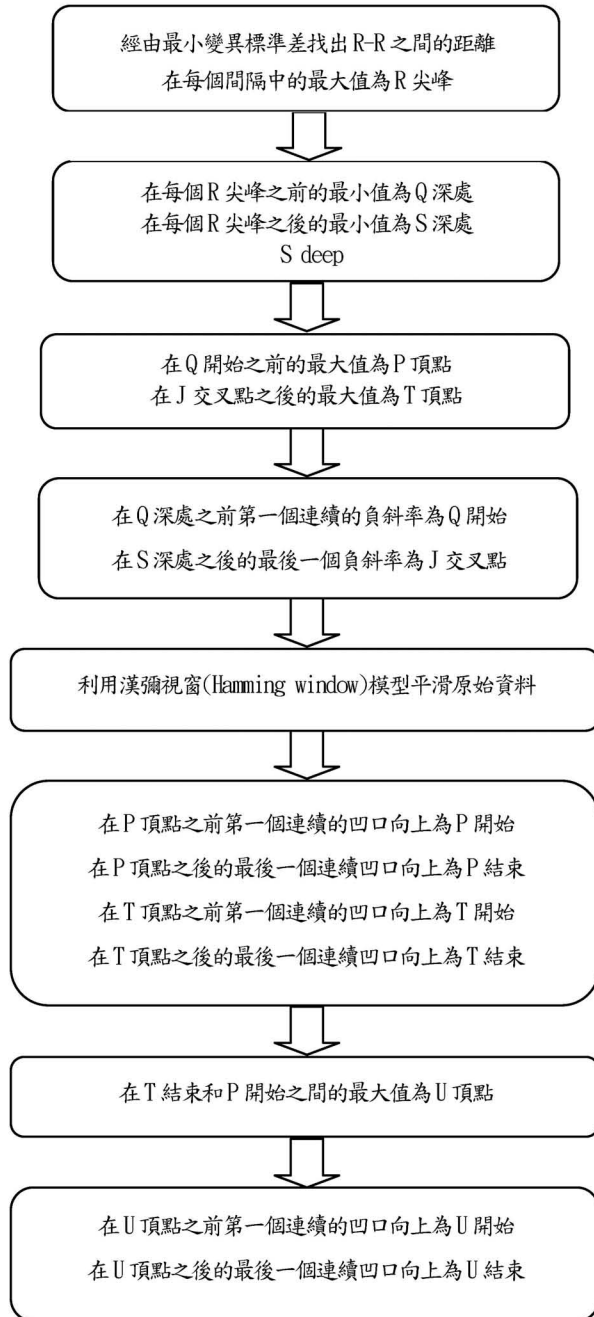 經由最小變異標準差找出R-R之間的距離
在每個間隔中的最大值為R尖峰
在每個R尖峰之前的最小值為Q深處
在每個R尖峰之後的最小值為S深處
S deep
在Q開始之前的最大值為P頂點
在J交叉點之後的最大值為T頂點
在Q深處之前第一個連續的負斜率為Q開始
在S深處之後的最後一個負斜率為J交叉點
利用漢彌視窗(Hamming window)模型平滑原始資料
在P頂點之前第一個連續的凹口向上為P開始
在P頂點之後的最後一個連續凹口向上為P結束
在T頂點之前第一個連續的凹口向上為T開始
在T頂點之後的最後一個連續凹口向上為T結束
在T結束和P開始之間的最大值為U頂點
在U頂點之前第一個連續的凹口向上為U開始
在U頂點之後的最後一個連續凹口向上為U結束